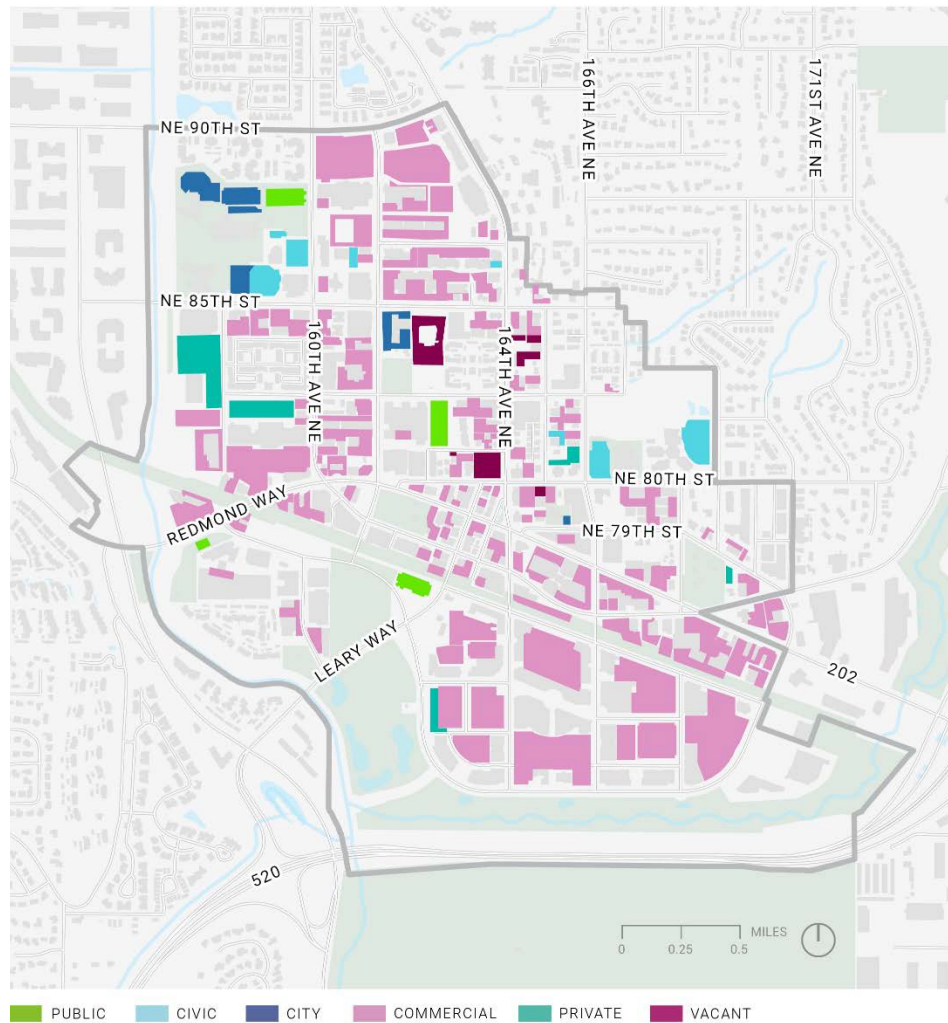 166TH AVE NE
171ST AVE NE
NE 90TH ST
NE 85TH ST
160TH AVE NE
164TH AVE NE
NE 80TH ST
REDMOND WAY
NE 79TH ST
LEARY WAY
202
520
MILES
0 0.25 0.5
PUBLIC CIVIC CITY COMMERCIAL PRIVATE VACANT